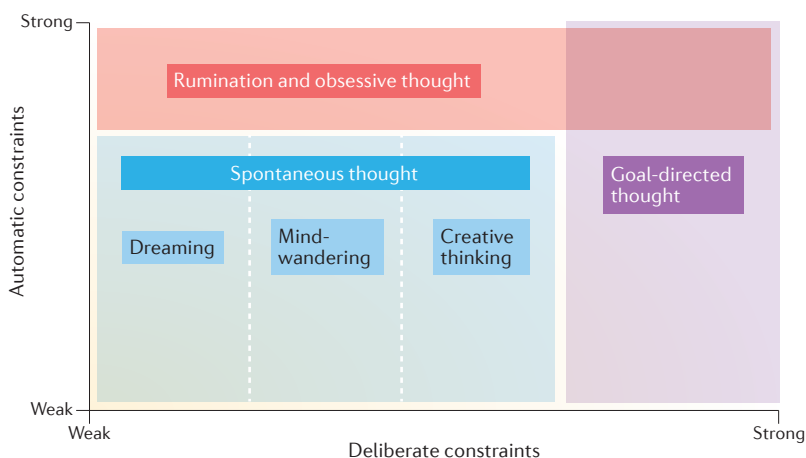 Strong
Rumination and obsessive thought
Automatic constraints
Spontaneous thought
Goal-directed
thought
Dreaming
Mind-
wandering
Creative
thinking
Weak
Weak
Strong
Deliberate constraints